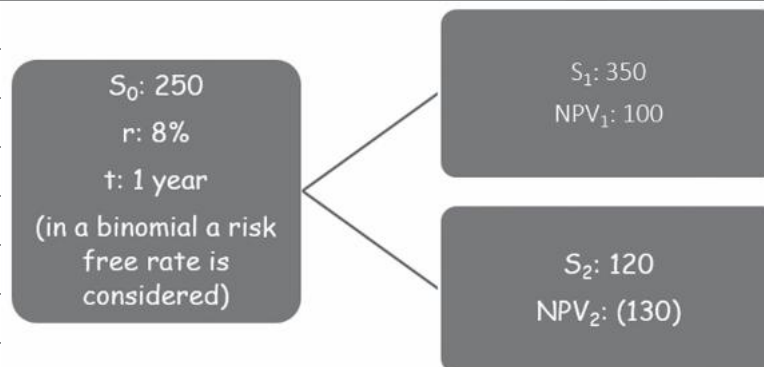 S₀: 250
r: 8%
t: 1 year
(in a binomial a risk
free rate is
considered)
S₁: 350
NPV₁: 100
S₂: 120
NPV₂: (130)